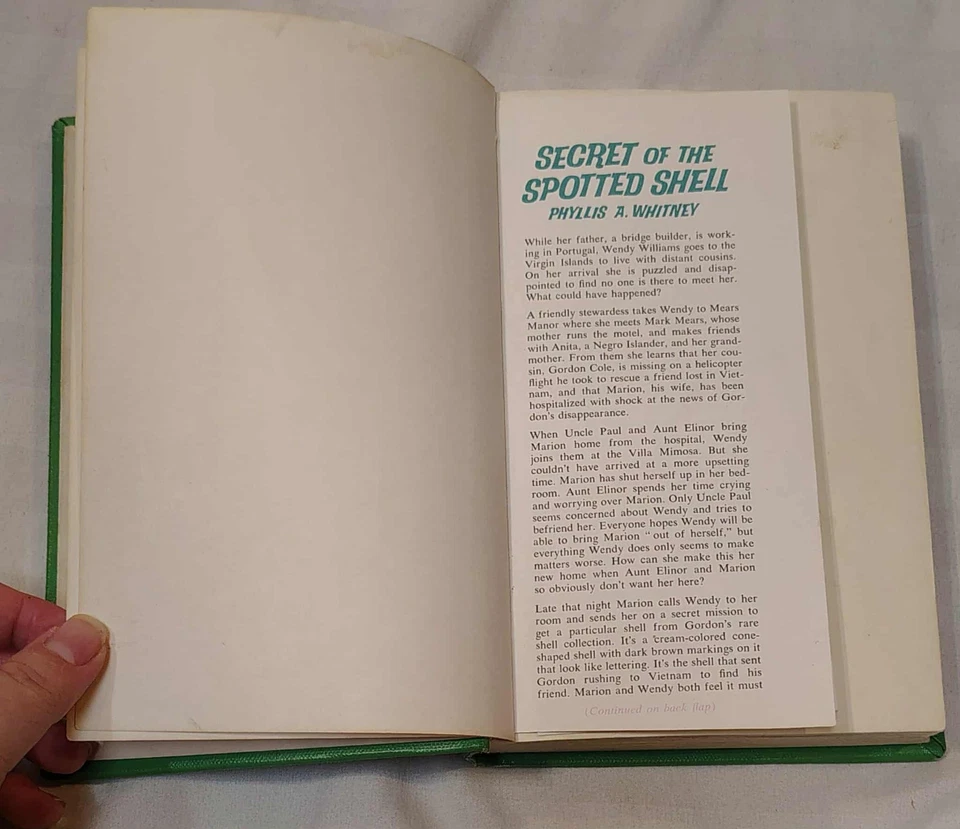 SECRET OF THE
SPOTTED SHELL
PHYLLIS A. WHITNEY
While her father, a bridge builder, is work-
ing in Portugal, Wendy Williams goes to the
Virgin Islands to live with distant cousins.
On her arrival she is puzzled and disap-
pointed to find no one is there to meet her.
What could have happened?
A friendly stewardess takes Wendy to Mears
Manor where she meets Mark Mears, whose
mother runs the motel, and makes friends
with Anita, a Negro Islander, and her grand-
mother. From them she learns that her cou-
sin, Gordon Cole, is missing on a helicopter
flight he took to rescue a friend lost in Viet-
nam, and that Marion, his wife, has been
hospitalized with shock at the news of Gor-
don's disappearance.
When Uncle Paul and Aunt Elinor bring
Marion home from the hospital, Wendy
joins them at the Villa Mimosa. But she
couldn't have arrived at a more upsetting
time. Marion has shut herself up in her bed-
room. Aunt Elinor spends her time crying
and worrying over Marion. Only Uncle Paul
seems concerned about Wendy and tries to
befriend her. Everyone hopes Wendy will be
able to bring Marion "out of herself," but
everything Wendy does only seems to make
matters worse. How can she make this her
new home when Aunt Elinor and Marion
so obviously don't want her here?
Late that night Marion calls Wendy to her
room and sends her on a secret mission to
get a particular shell from Gordon's rare
shell collection. It's a cream-colored cone-
shaped shell with dark brown markings on it
that look like lettering. It's the shell that sent
Gordon rushing to Vietnam to find his
friend. Marion and Wendy both feel it must
(Continued on back flap)